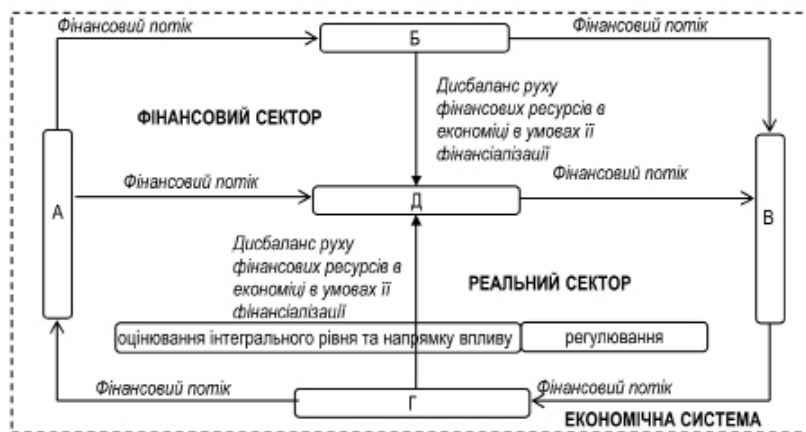 Фінансовий потік
Фінансовий потік
Б
Дисбаланс руху
фінансових ресурсів в
економіці в умовах її
фінансіалізації
ФІНАНСОВИЙ СЕКТОР
Фінансовий потік
Фінансовий потік
А
Д
В
Дисбаланс руху
фінансових ресурсів в
економіці в умовах її
фінансіалізації
РЕАЛЬНИЙ СЕКТОР
оцінювання інтегрального рівня та напрямку впливу
регулювання
Фінансовий потік
Фінансовий потік
Г
ЕКОНОМІЧНА СИСТЕМА